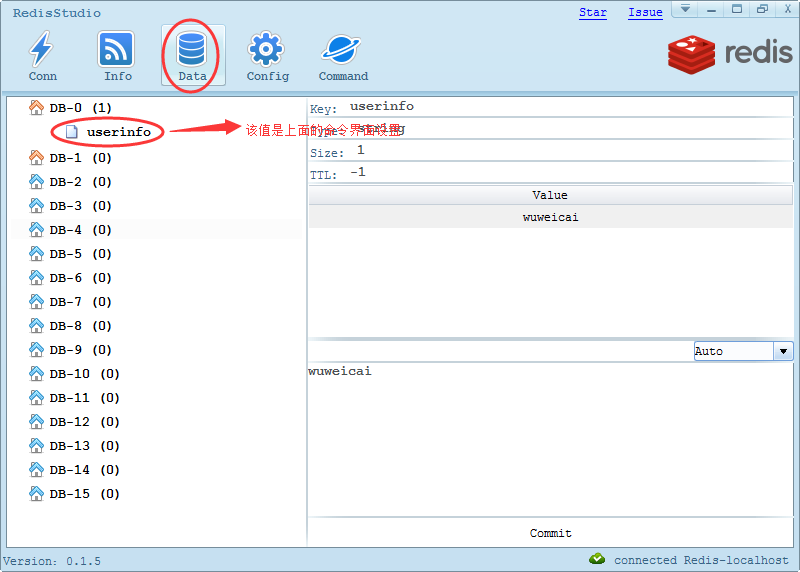 RedisStudio
Star
Issue
Conn
Info
Data
Config
Command
redis
DB-0 (1)
userinfo
DB-1 (0)
DB-2 (0)
DB-3 (0)
DB-4 (0)
DB-5 (0)
DB-6 (0)
DB-7 (0)
DB-8 (0)
DB-9 (0)
DB-10 (0)
DB-11 (0)
DB-12 (0)
DB-13 (0)
DB-14 (0)
DB-15 (0)
该值是上面的命令界面设置
Key: userinfo
Type: string
Size: 1
TTL: -1
Value
wuweicai
Auto
wuweicai
Commit
Version: 0.1.5
connected Redis-localhost